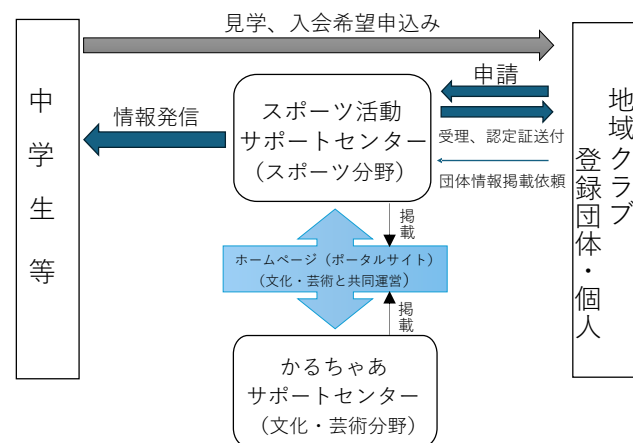 見学、入会希望申込み
中学生等
情報発信
スポーツ活動
サポートセンター
(スポーツ分野)
申請
受理、認定証送付
団体情報掲載依頼
地域クラブ
登録団体・個人
掲載
ホームページ(ポータルサイト)
(文化・芸術と共同運営)
掲載
かるちゃあ
サポートセンター
(文化・芸術分野)